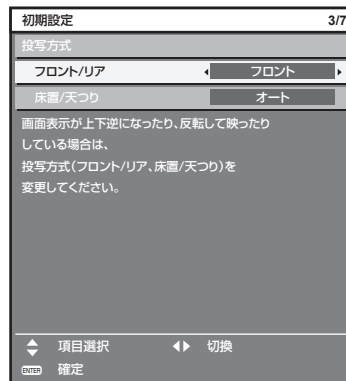 初期設定 3/7
投写方式
フロント/リア フロント
床置/天つり オート
画面表示が上下逆になったり、反転して映ったり
している場合は、
投写方式(フロント/リア、床置/天つり)を
変更してください。
項目選択 切換
ENTER 確定